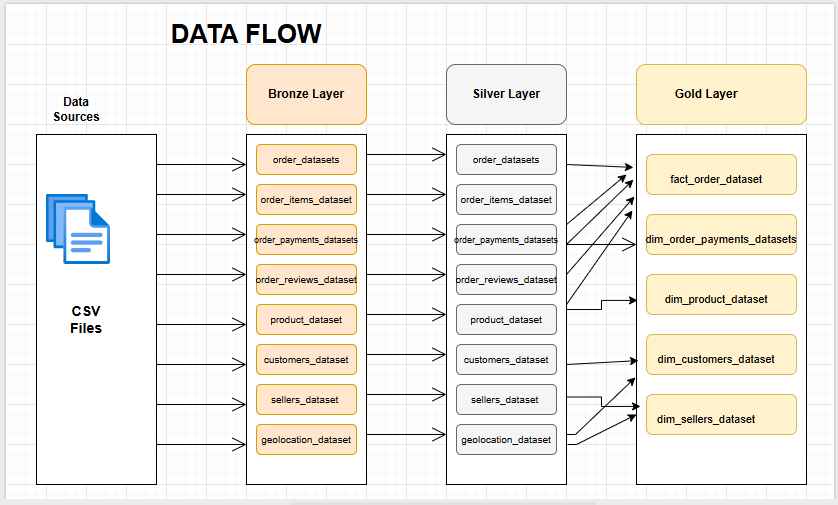 DATA FLOW
Data
Sources
Bronze Layer
Silver Layer
Gold Layer
CSV
Files
order_datasets
order_items_dataset
order_payments_datasets
order_reviews_dataset
product_dataset
customers_dataset
sellers_dataset
geolocation_dataset
order_datasets
order_items_dataset
order_payments_datasets
order_reviews_dataset
product_dataset
customers_dataset
sellers_dataset
geolocation_dataset
fact_order_dataset
dim_order_payments_datasets
dim_product_dataset
dim_customers_dataset
dim_sellers_dataset